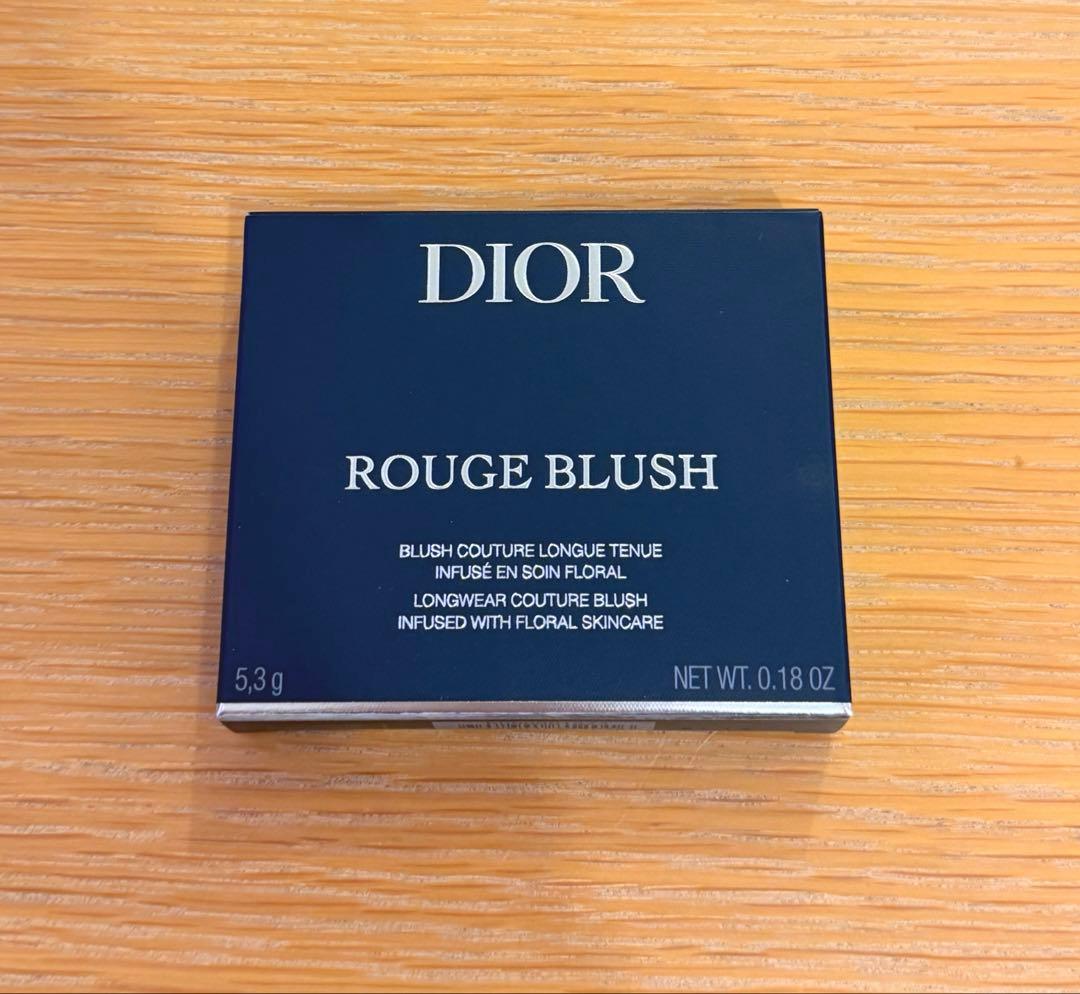 DIOR
ROUGE BLUSH
BLUSH COUTURE LONGUE TENUE
INFUSÉ EN SOIN FLORAL
LONGWEAR COUTURE BLUSH
INFUSED WITH FLORAL SKINCARE
5,3 g
NET WT. 0.18 OZ